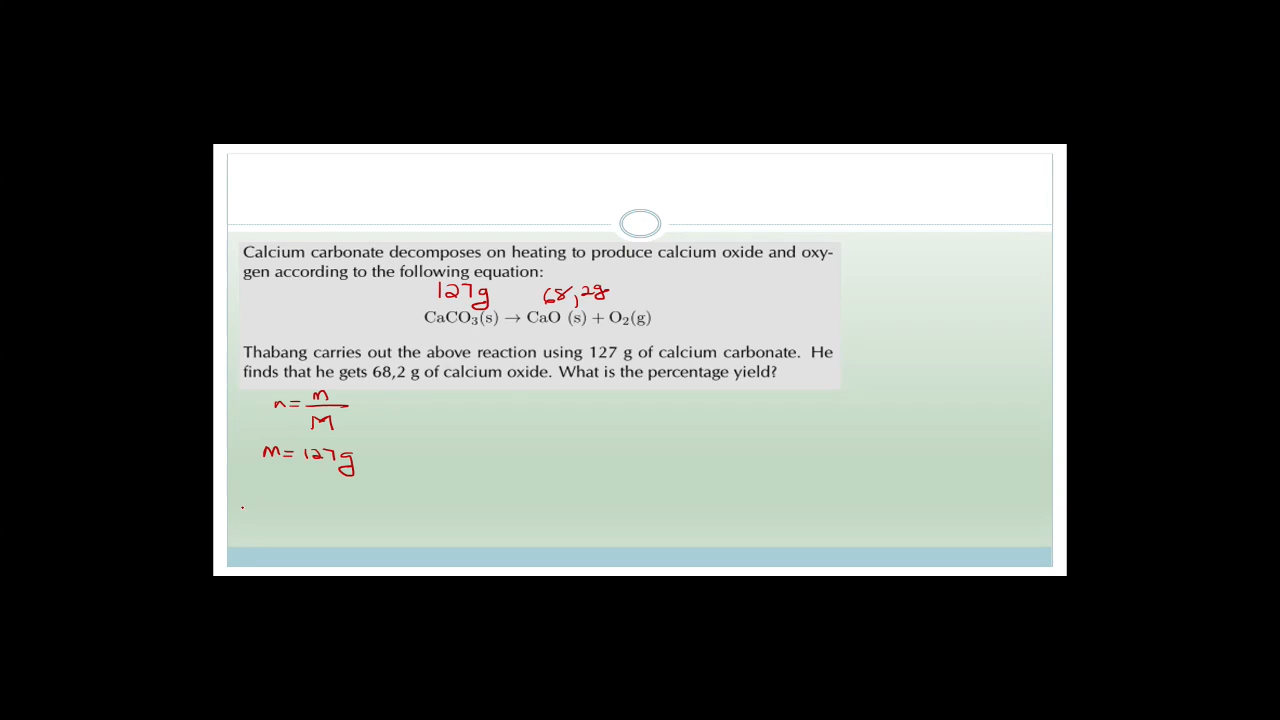 Calcium carbonate decomposes on heating to produce calcium oxide and oxy-
gen according to the following equation:
127g 68,2g
CaCO₃(s) → CaO (s) + O₂(g)
Thabang carries out the above reaction using 127 g of calcium carbonate. He
finds that he gets 68,2 g of calcium oxide. What is the percentage yield?
n = m/M
m = 127g